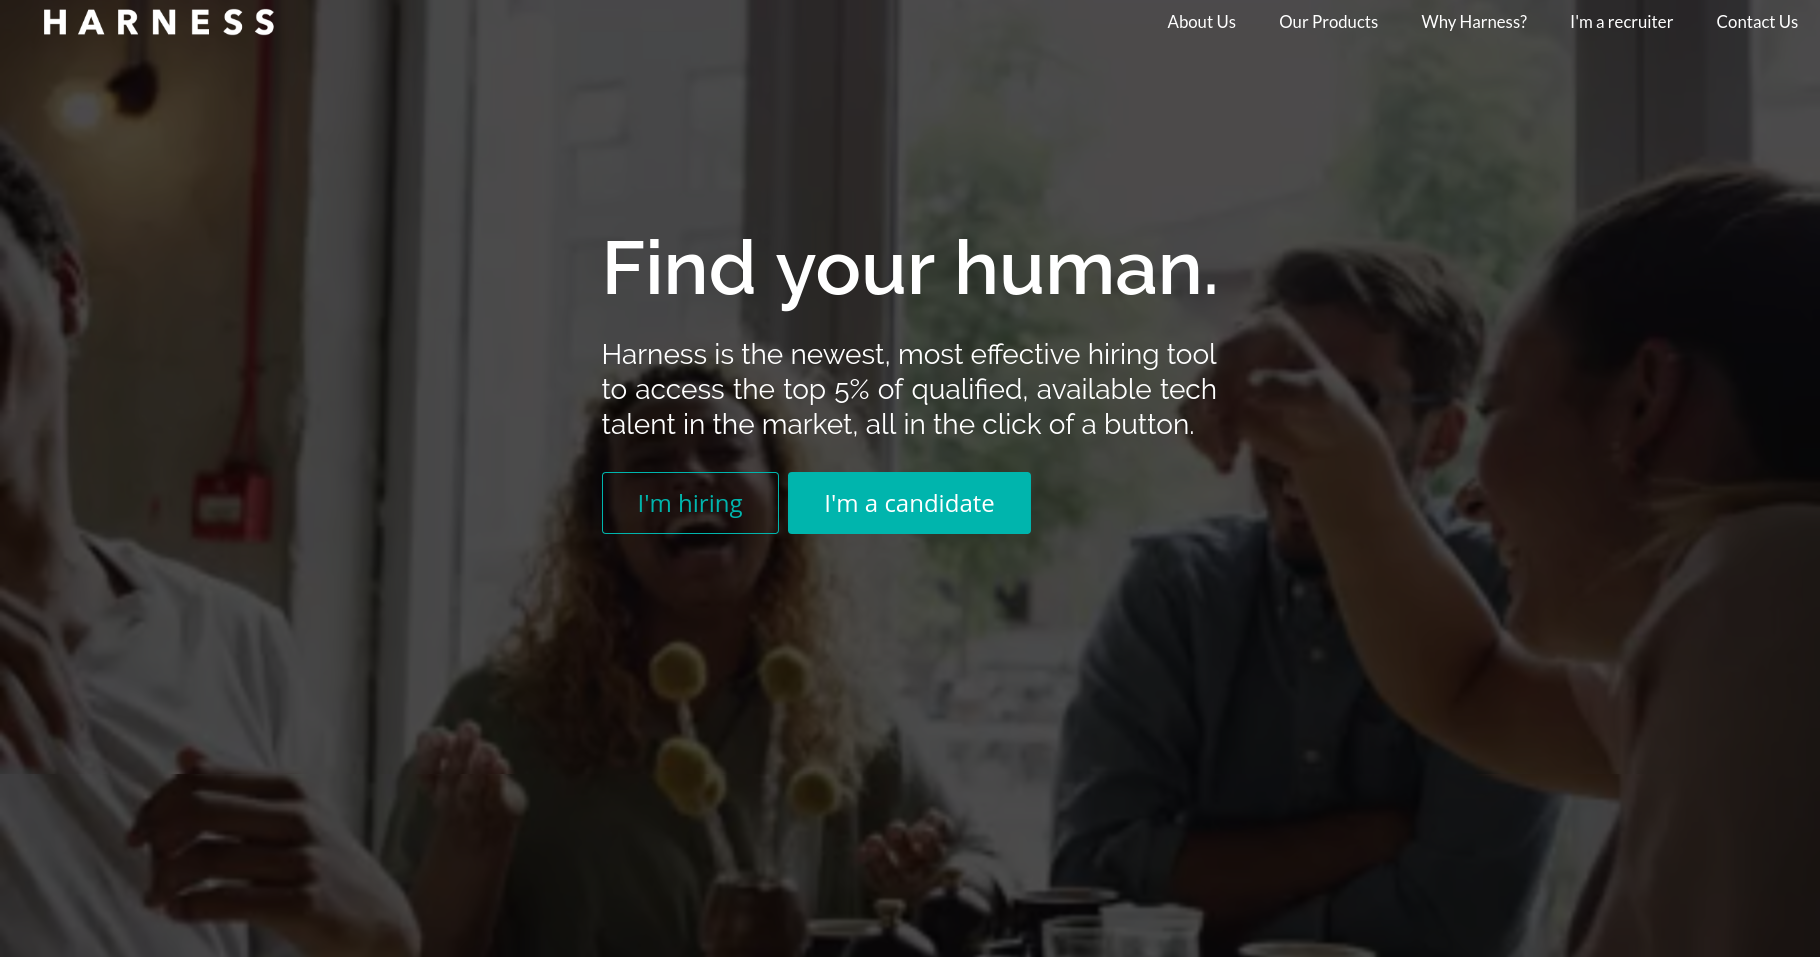 HARNESS
About Us
Our Products
Why Harness?
I'm a recruiter
Contact Us
Find your human.
Harness is the newest, most effective hiring tool
to access the top 5% of qualified, available tech
talent in the market, all in the click of a button.
I'm hiring
I'm a candidate